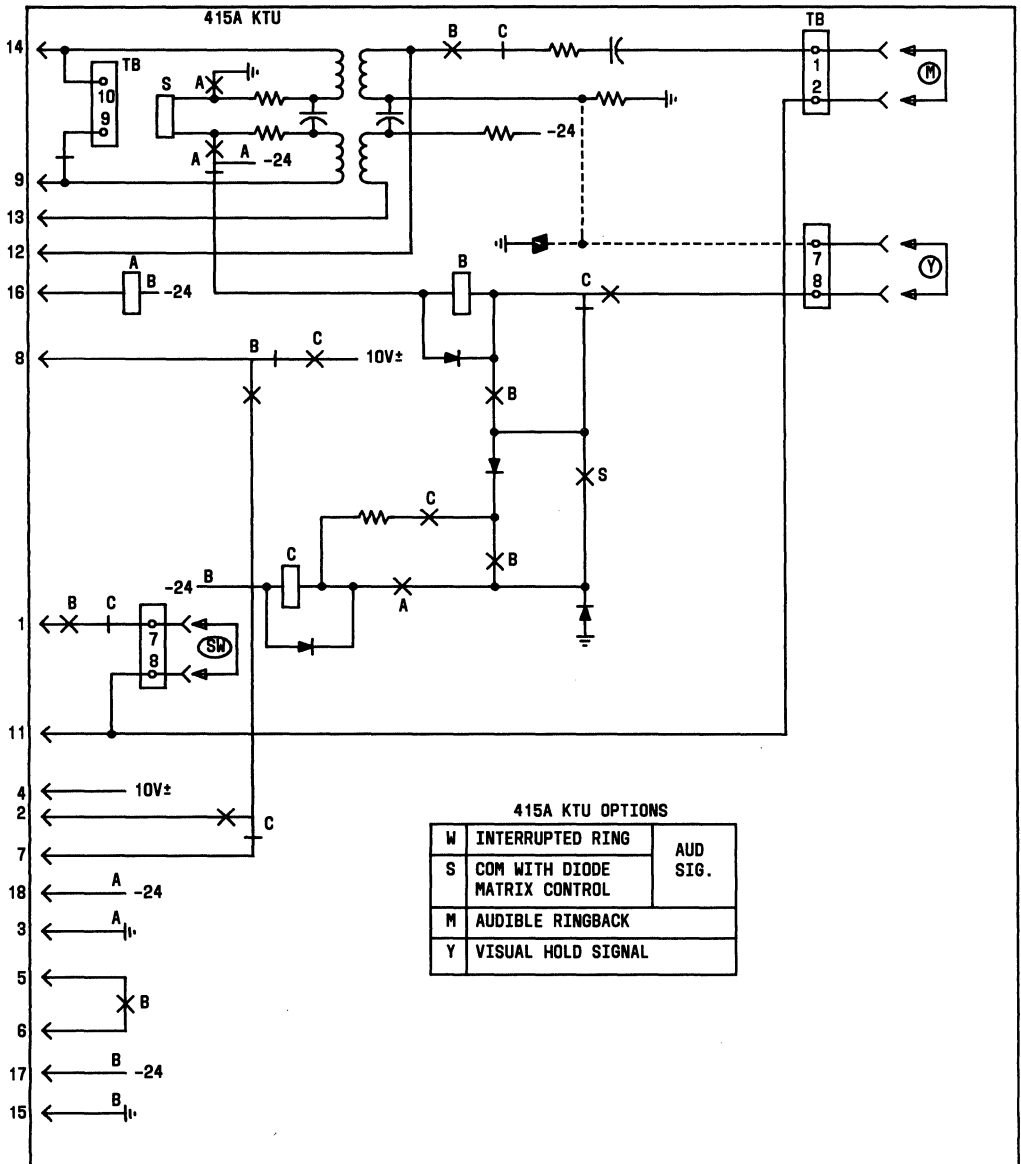 415A KTU
TB
14
B
C
TB
10
9
S
A
1
2
M
A
A
-24
-24
9
13
12
7
8
Y
16
A
B
-24
B
C
8
B
C
10V±
B
S
C
-24
B
C
B
A
1
B
C
7
8
SW
11
4
10V±
2
C
7
18
A
-24
3
A
5
B
6
17
B
-24
15
B
415A KTU OPTIONS
W INTERRUPTED RING
AUD
SIG.
S COM WITH DIODE
MATRIX CONTROL
M AUDIBLE RINGBACK
Y VISUAL HOLD SIGNAL